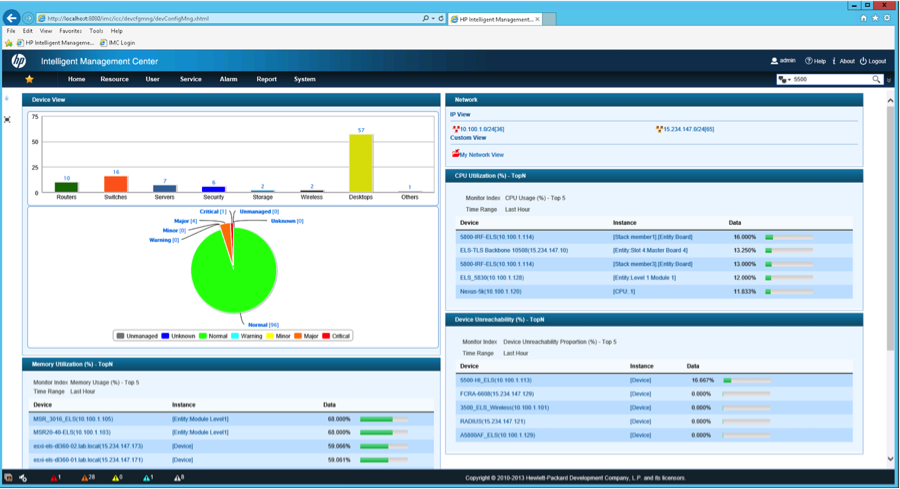 http://localhost:8080/imc/icc/devcfgmng/devConfigMng.xhtml
HP Intelligent Management...
File Edit View Favorites Tools Help
HP Intelligent Manageme... IMC Login
hp Intelligent Management Center
admin Help About Logout
Home Resource User Service Alarm Report System
5500
Device View
75
50
25
0
10 16 7 6 2 2 57 1
Routers Switches Servers Security Storage Wireless Desktops Others
Critical [1] Unmanaged [0]
Major [4] Unknown [0]
Minor [0]
Warning [0]
Normal [96]
Unmanaged Unknown Normal Warning Minor Major Critical
Memory Utilization (%) - TopN
Monitor Index Memory Usage (%) - Top 5
Time Range Last Hour
Device Instance Data
MSR_3016_ELS(10.100.1.105) [Entity:Module Level1] 68.000%
MSR20-40-ELS(10.100.1.103) [Entity:Module Level1] 68.000%
esxi-els-dl360-02.lab.local(15.234.147.173) [Device] 59.066%
esxi-els-dl360-01.lab.local(15.234.147.171) [Device] 59.061%
Network
IP View
10.100.1.0/24[36] 15.234.147.0/24[65]
Custom View
My Network View
CPU Utilization (%) - TopN
Monitor Index CPU Usage (%) - Top 5
Time Range Last Hour
Device Instance Data
5800-IRF-ELS(10.100.1.114) [Stack member1].[Entity:Board] 16.000%
ELS-TLS Backbone 10508(15.234.147.10) [Entity:Slot 4 Master Board 4] 13.250%
5800-IRF-ELS(10.100.1.114) [Stack member3].[Entity:Board] 13.000%
ELS_5830(10.100.1.128) [Entity:Level 1 Module 1] 12.000%
Nexus-5k(10.100.1.120) [CPU :1] 11.833%
Device Unreachability (%) - TopN
Monitor Index Device Unreachability Proportion (%) - Top 5
Time Range Last Hour
Device Instance Data
5500-HI_ELS(10.100.1.113) [Device] 16.667%
FCRA-6608(15.234.147.129) [Device] 0.000%
3500_ELS_Wireless(10.100.1.101) [Device] 0.000%
RADIUS(15.234.147.121) [Device] 0.000%
A5800AF_ELS(10.100.1.129) [Device] 0.000%
1 28 0 1 8
Copyright © 2010-2013 Hewlett-Packard Development Company, L.P. and its licensors.